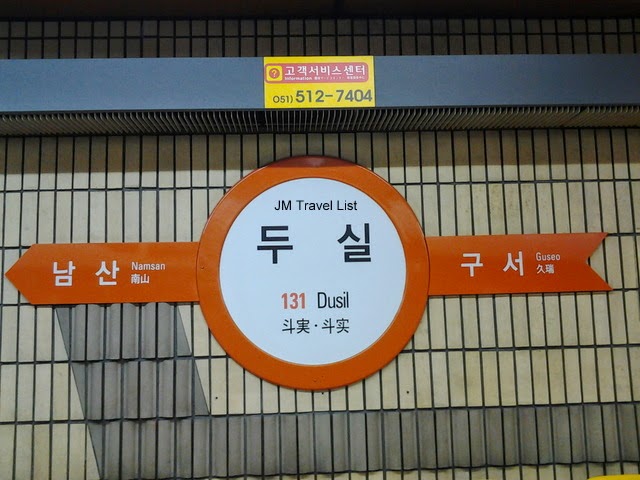 ? 고객서비스센터
Information
051) 512-7404
JM Travel List
두 실
131 Dusil
斗実·斗实
남 산
Namsan
南山
구 서
Guseo
久瑞